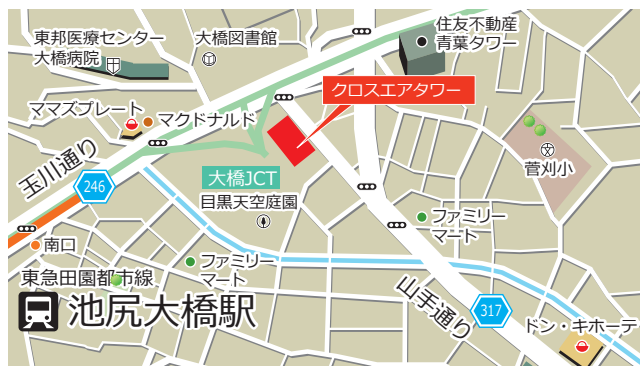 東邦医療センター
大橋病院
大橋図書館
住友不動産
青葉タワー
クロスエアタワー
ママズプレート
マクドナルド
玉川通り
246
大橋JCT
目黒天空庭園
菅刈小
ファミリー
マート
南口
ファミリー
マート
東急田園都市線
池尻大橋駅
山手通り
317
ドン・キホーテ